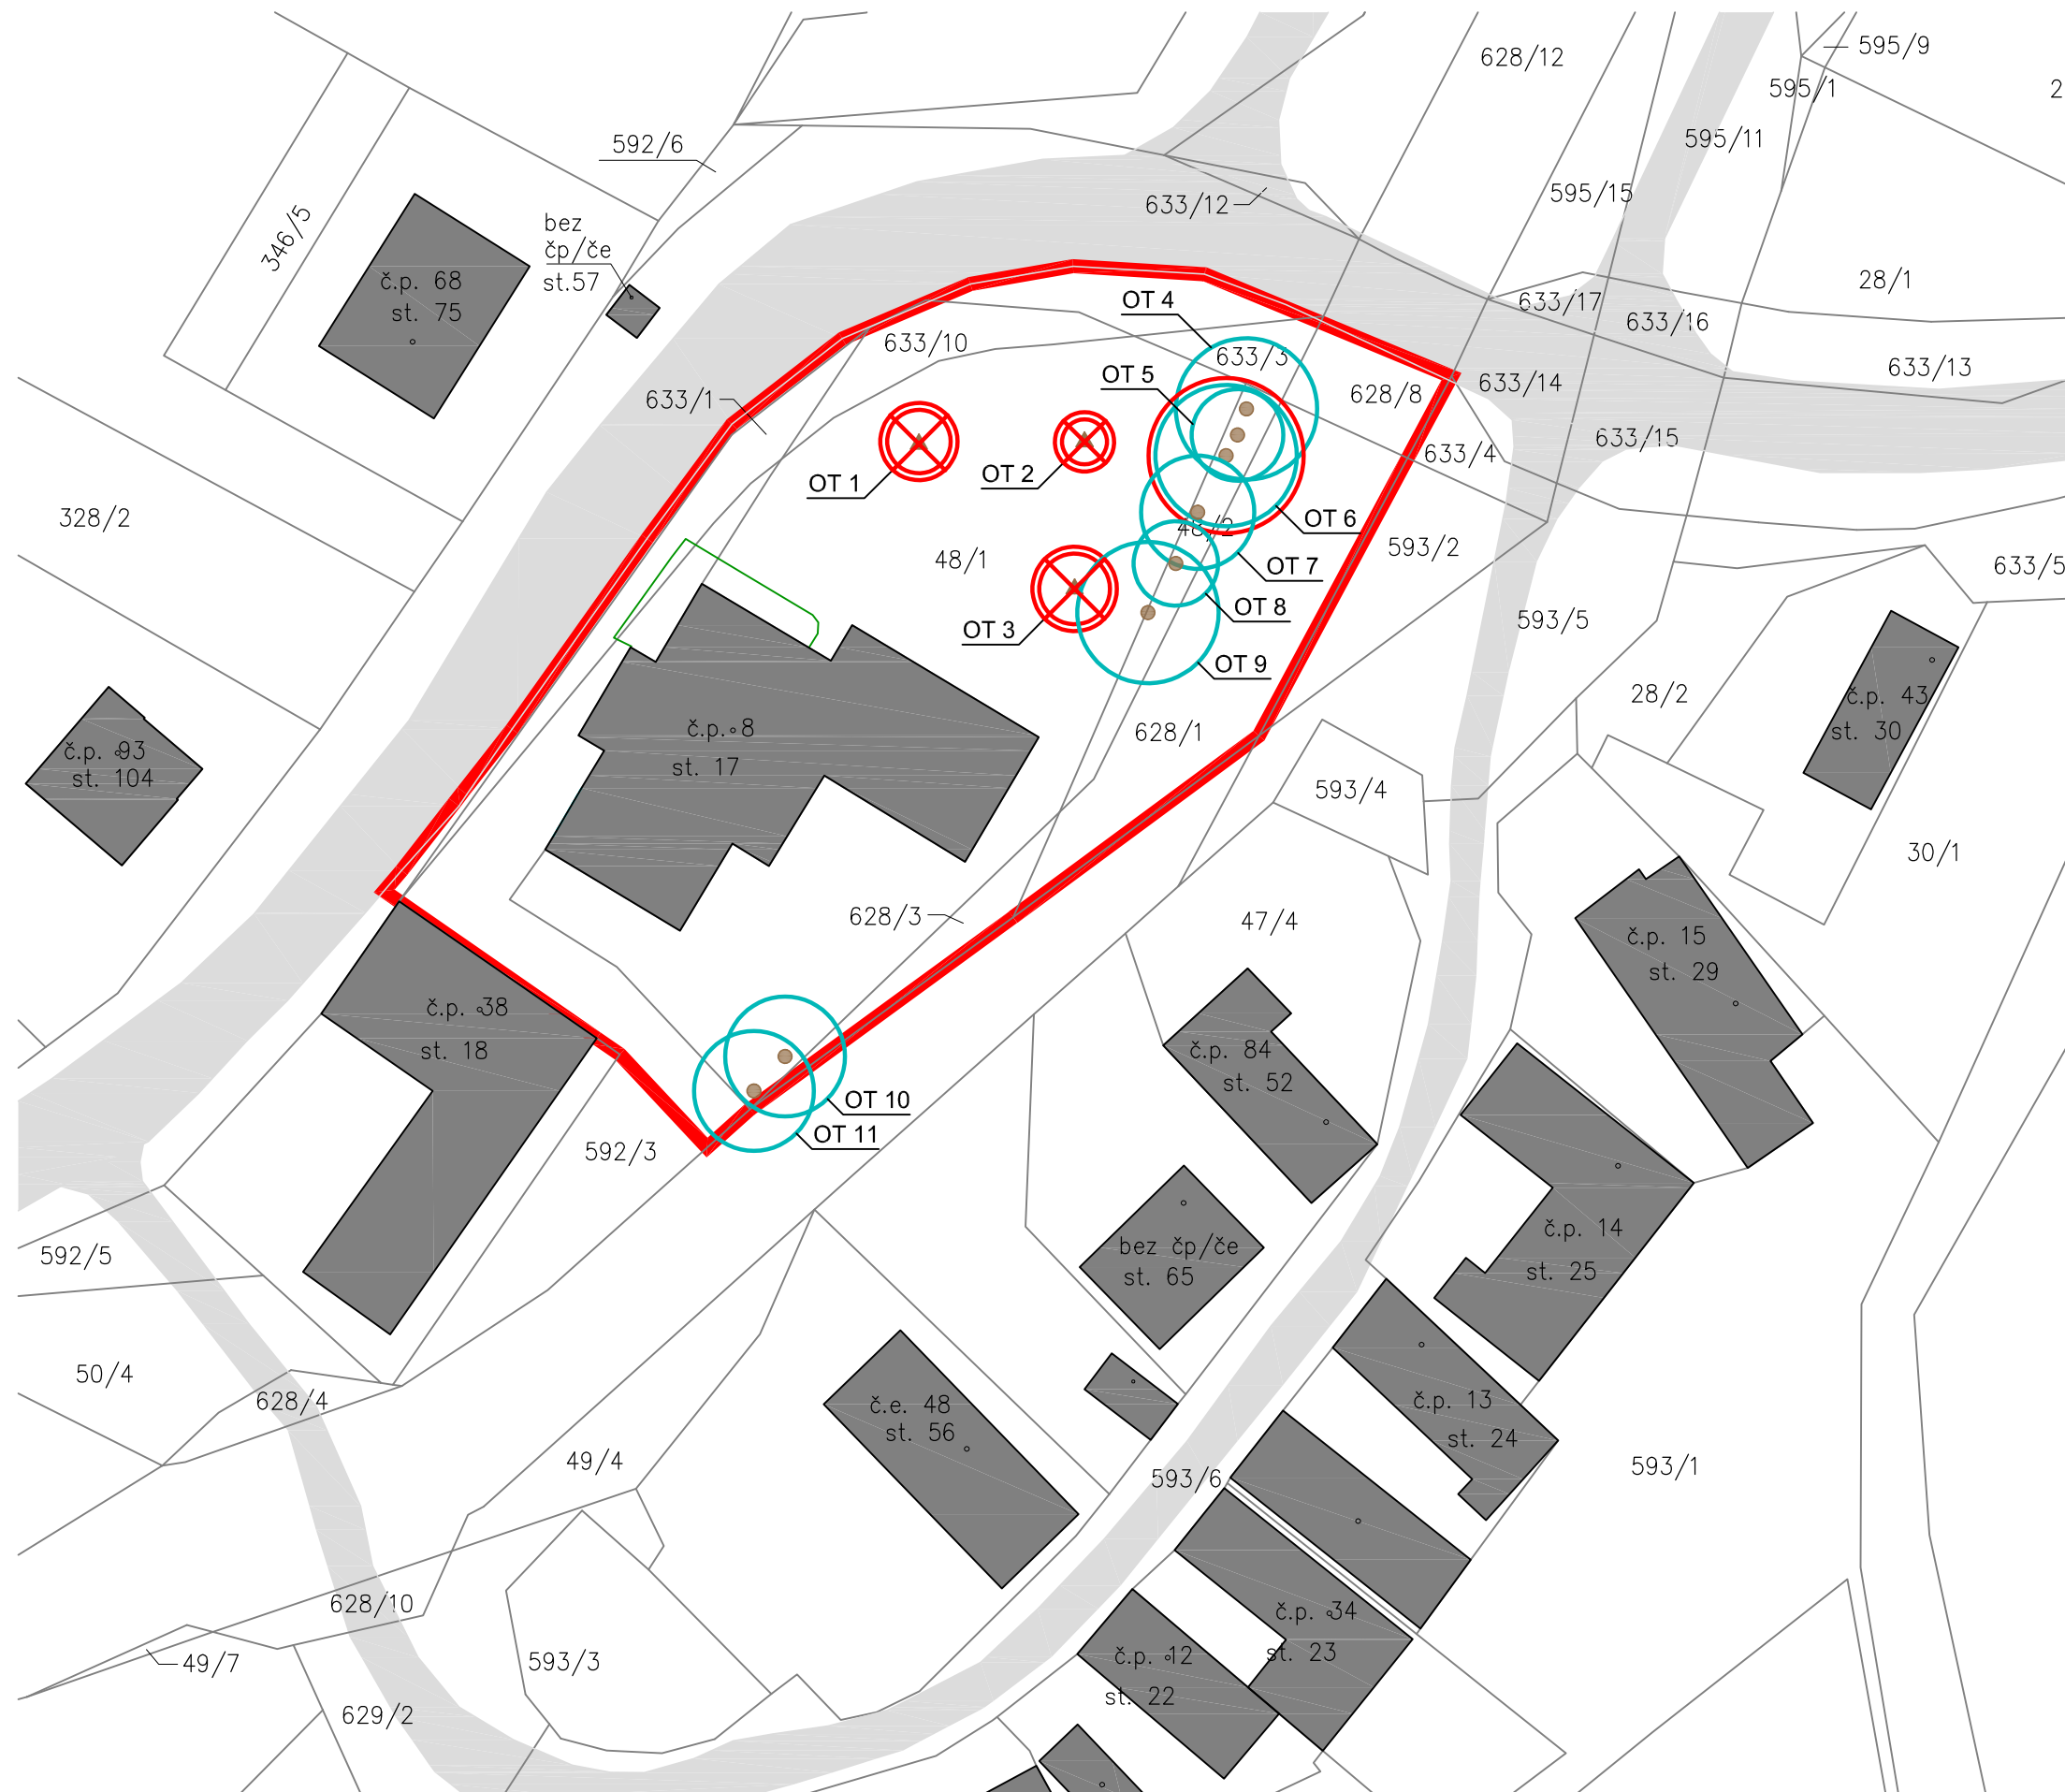 628/12
595/9
595/1
2
592/6
595/11
346/5
633/12
595/15
bez
čp/če
st.57
č.p. 68
st. 75
28/1
OT 4
633/17
633/16
633/10
633/3
633/13
OT 5
633/1
628/8
633/14
633/15
633/4
OT 1
OT 2
328/2
OT 6
48/2
593/2
48/1
OT 7
633/5
OT 8
593/5
OT 3
OT 9
28/2
č.p. 43
st. 30
č.p. 8
628/1
č.p. 93
st. 104
st. 17
593/4
30/1
628/3
47/4
č.p. 15
st. 29
č.p. 38
st. 18
č.p. 84
st. 52
OT 10
OT 11
592/3
č.p. 14
st. 25
bez čp/če
st. 65
592/5
50/4
628/4
č.e. 48
st. 56
č.p. 13
st. 24
49/4
593/6
593/1
628/10
č.p. 34
st. 23
49/7
593/3
č.p. 12
st. 22
629/2